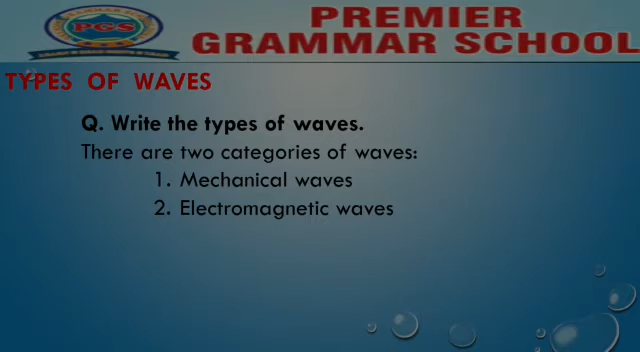 PGS
PREMIER
GRAMMAR SCHOOL
TYPES OF WAVES
Q. Write the types of waves.
There are two categories of waves:
1. Mechanical waves
2. Electromagnetic waves